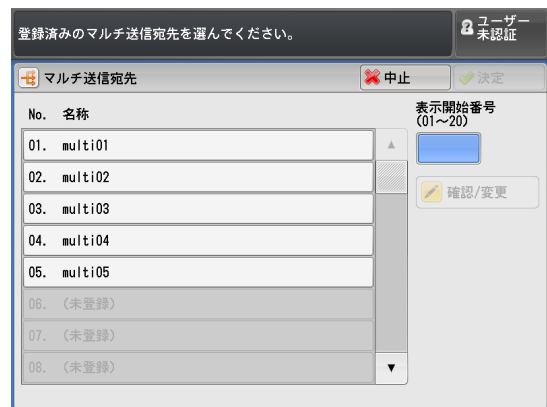 登録済みのマルチ送信宛先を選んでください。
ユーザー
未認証
マルチ送信宛先
中止
決定
No. 名称
表示開始番号
(01～20)
01. multi01
02. multi02
03. multi03
04. multi04
05. multi05
06. (未登録)
07. (未登録)
08. (未登録)
確認/変更